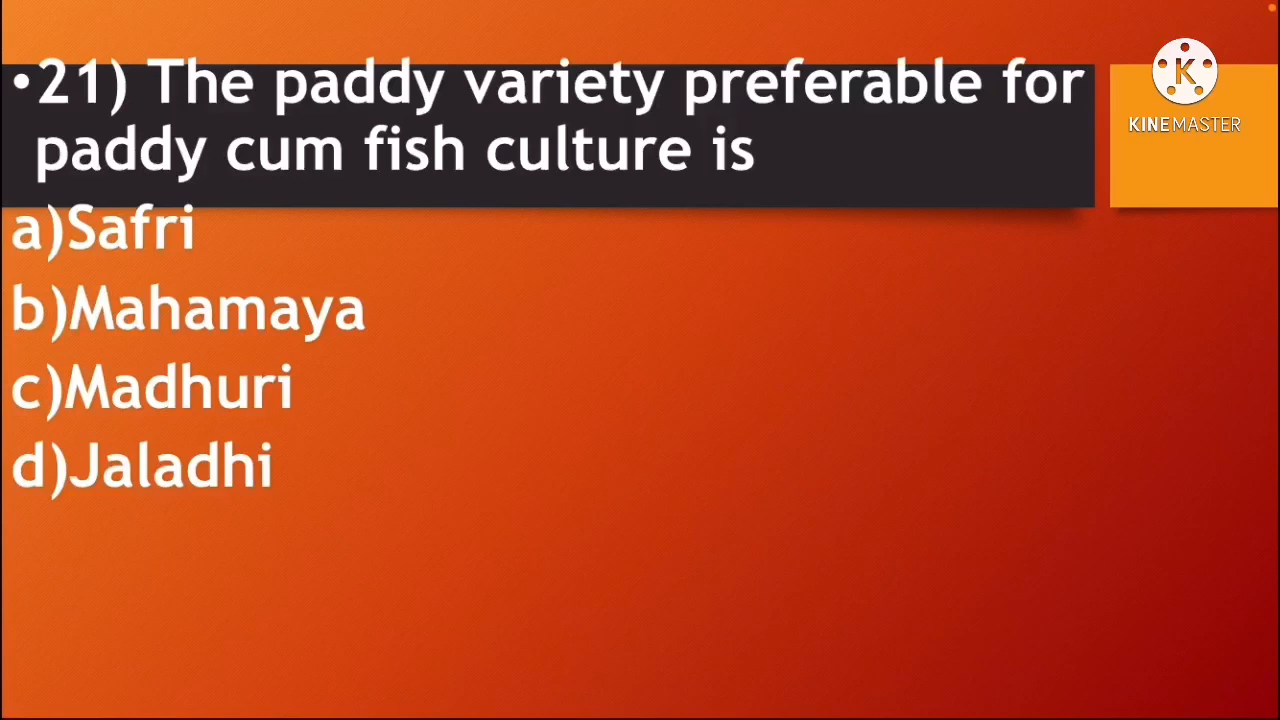 •21) The paddy variety preferable for
paddy cum fish culture is
a)Safri
b)Mahamaya
c)Madhuri
d)Jaladhi
K
KINEMASTER